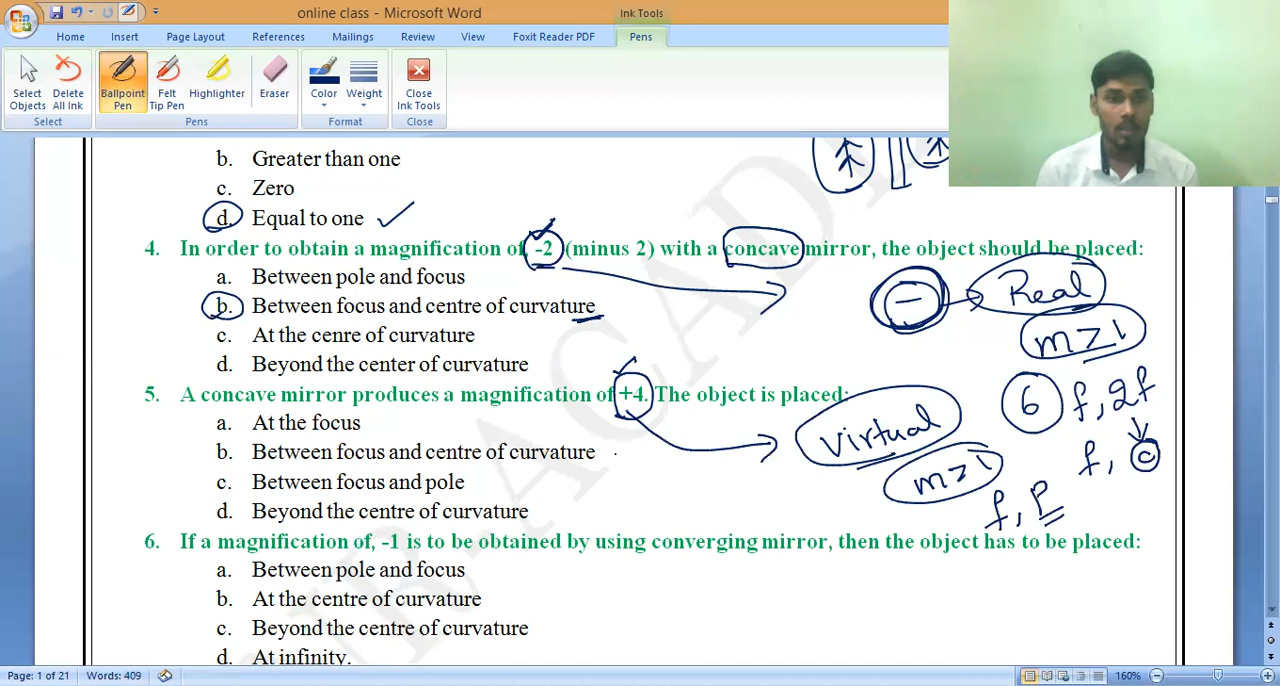 online class - Microsoft Word
Ink Tools
Home Insert Page Layout References Mailings Review View Foxit Reader PDF Pens
Select Objects
Delete All Ink
Ballpoint Pen
Felt Tip Pen
Highlighter
Eraser
Color
Weight
Close Ink Tools
Select Pens Format Close
b. Greater than one
c. Zero
d. Equal to one
4. In order to obtain a magnification of, -2 (minus 2) with a concave mirror, the object should be placed:
a. Between pole and focus
b. Between focus and centre of curvature
c. At the cenre of curvature
d. Beyond the center of curvature
− Real
m>1
6 f, 2f
f, C
5. A concave mirror produces a magnification of +4. The object is placed:
a. At the focus
b. Between focus and centre of curvature
c. Between focus and pole
d. Beyond the centre of curvature
virtual
m>1
f, P
6. If a magnification of, -1 is to be obtained by using converging mirror, then the object has to be placed:
a. Between pole and focus
b. At the centre of curvature
c. Beyond the centre of curvature
d. At infinity.
Page: 1 of 21 Words: 409 160%